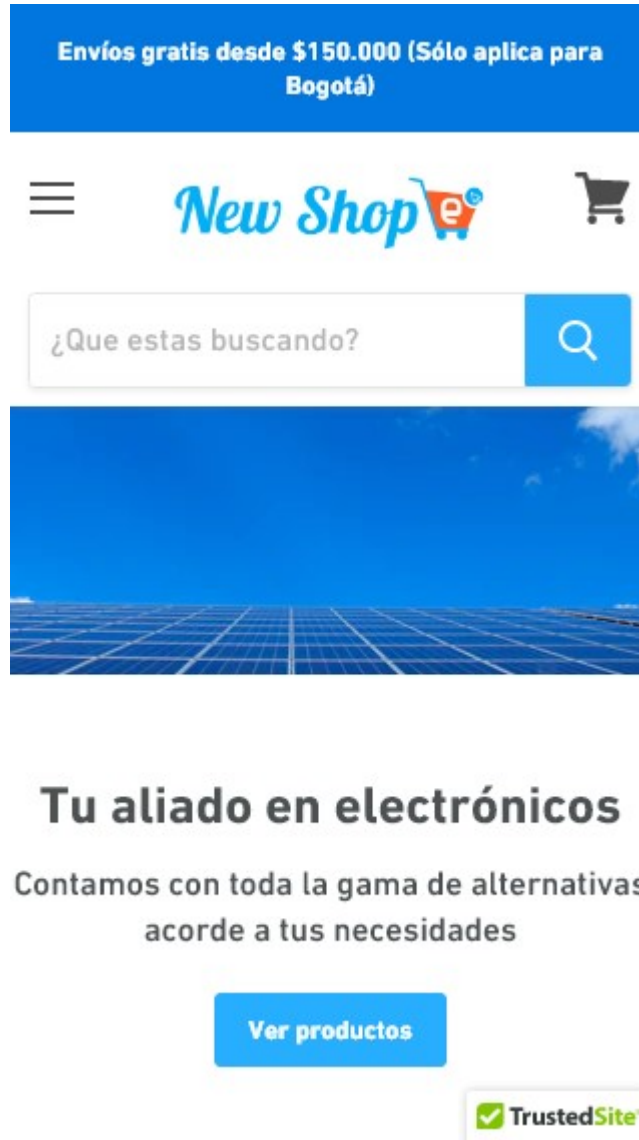 Envíos gratis desde $150.000 (Sólo aplica para
Bogotá)
New Shop e
¿Que estas buscando?
Tu aliado en electrónicos
Contamos con toda la gama de alternativas
acorde a tus necesidades
Ver productos
TrustedSite